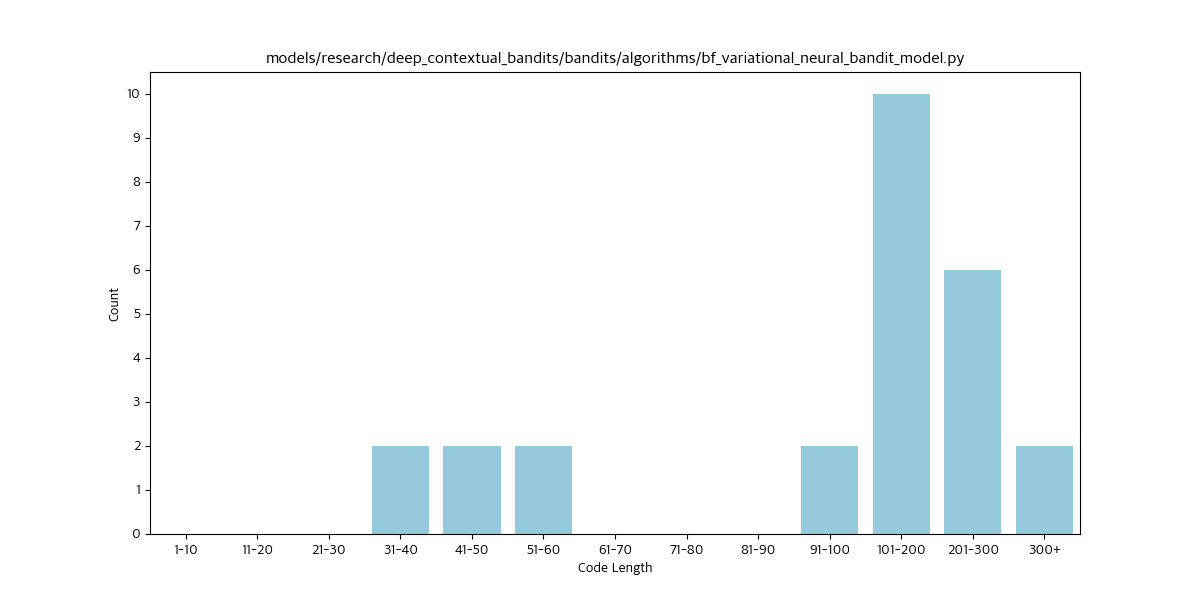 models/research/deep_contextual_bandits/bandits/algorithms/bf_variational_neural_bandit_model.py
10
9
8
7
6
5
4
3
2
1
0
Count
1-10 11-20 21-30 31-40 41-50 51-60 61-70 71-80 81-90 91-100 101-200 201-300 300+
Code Length